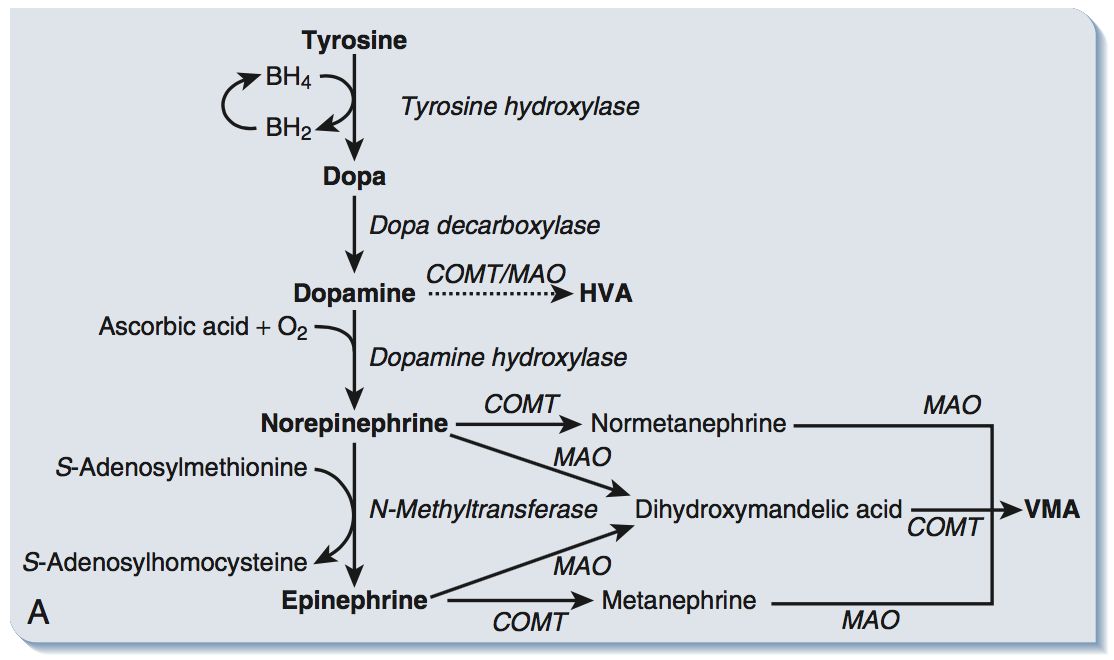 Tyrosine
BH4
Tyrosine hydroxylase
BH2
Dopa
Dopa decarboxylase
COMT/MAO
Dopamine
HVA
Ascorbic acid + O2
Dopamine hydroxylase
COMT
MAO
Norepinephrine
Normetanephrine
MAO
S-Adenosylmethionine
N-Methyltransferase
Dihydroxymandelic acid
VMA
COMT
S-Adenosylhomocysteine
MAO
Epinephrine
Metanephrine
COMT
MAO
A